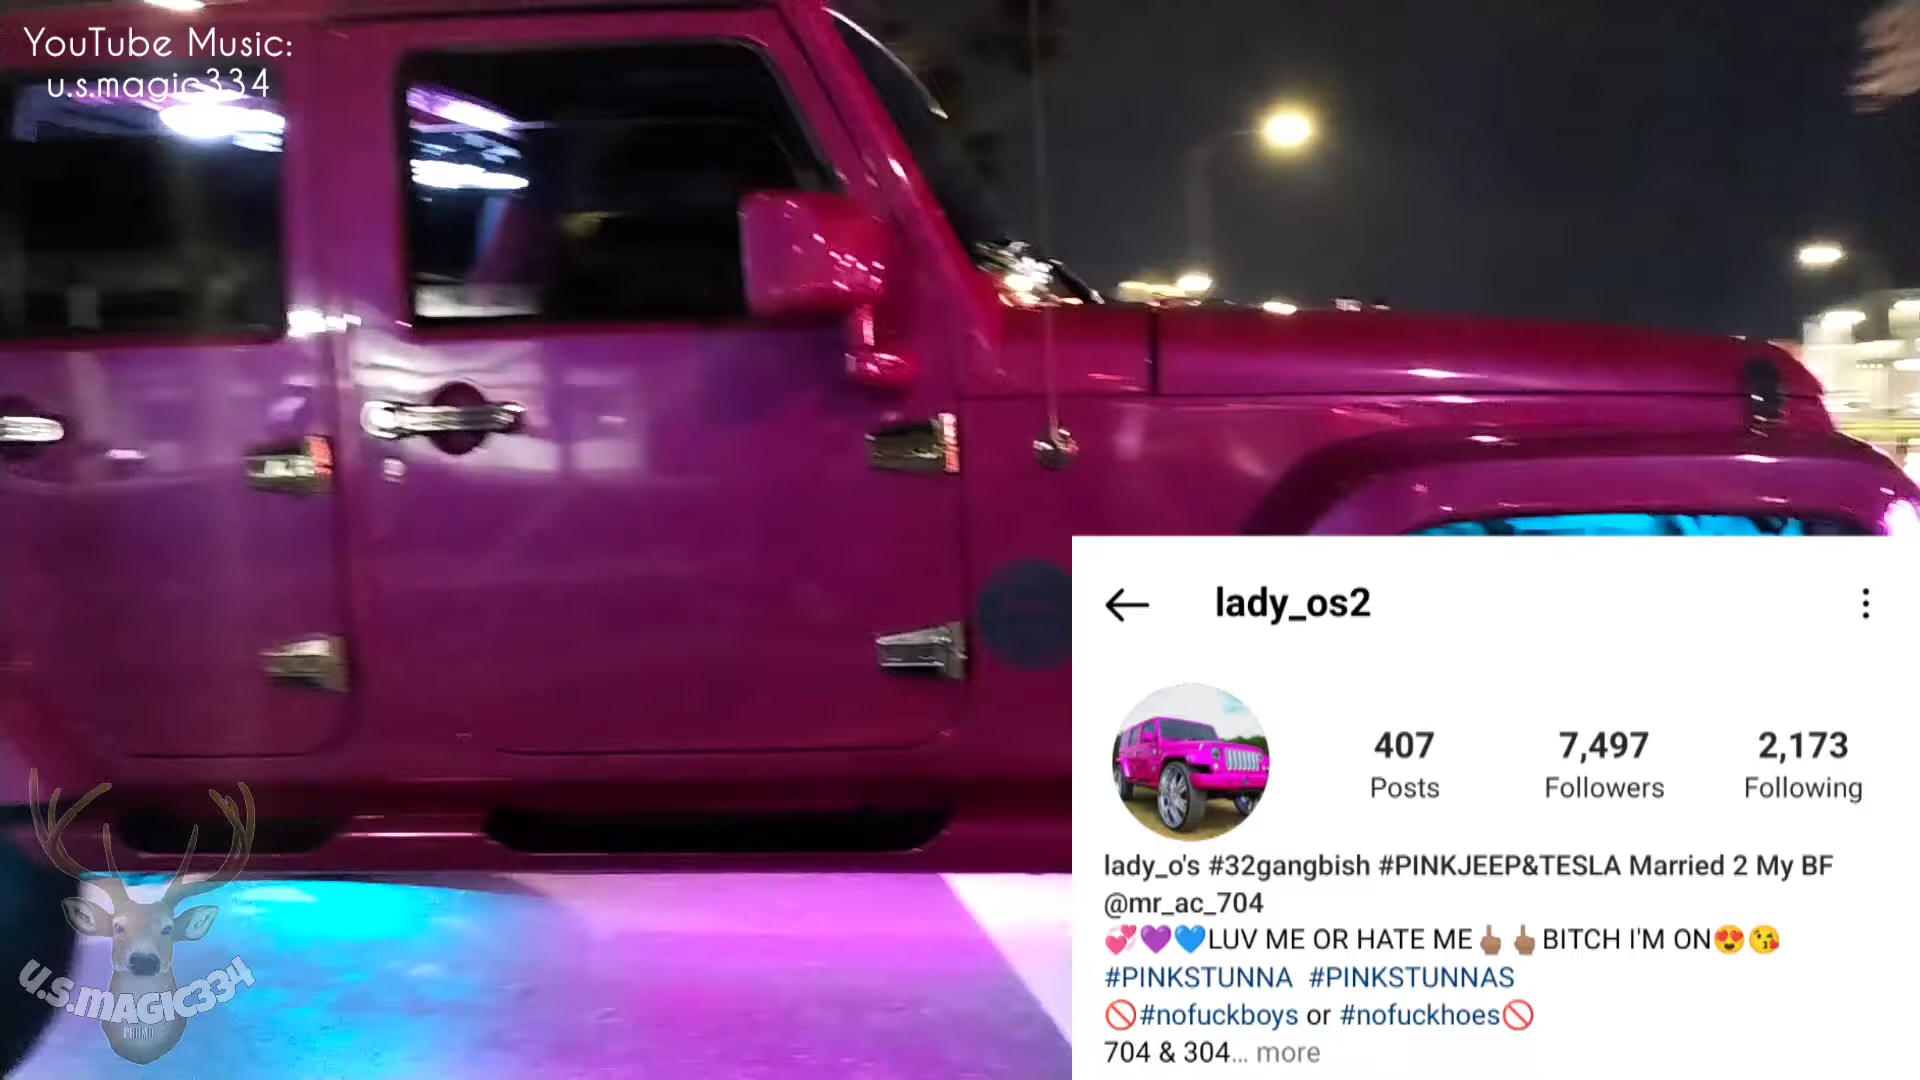 YouTube Music:
u.s.magic334
lady_os2
407
7,497
2,173
Posts
Followers
Following
lady_o's #32gangbish #PINKJEEP&TESLA Married 2 My BF
@mr_ac_704
💞💜💙LUV ME OR HATE ME🖕🏾🖕🏾BITCH I'M ON😍😘
#PINKSTUNNA #PINKSTUNNAS
🚫#nofuckboys or #nofuckhoes🚫
704 & 304... more
U.S.MAGIC334
PROMO